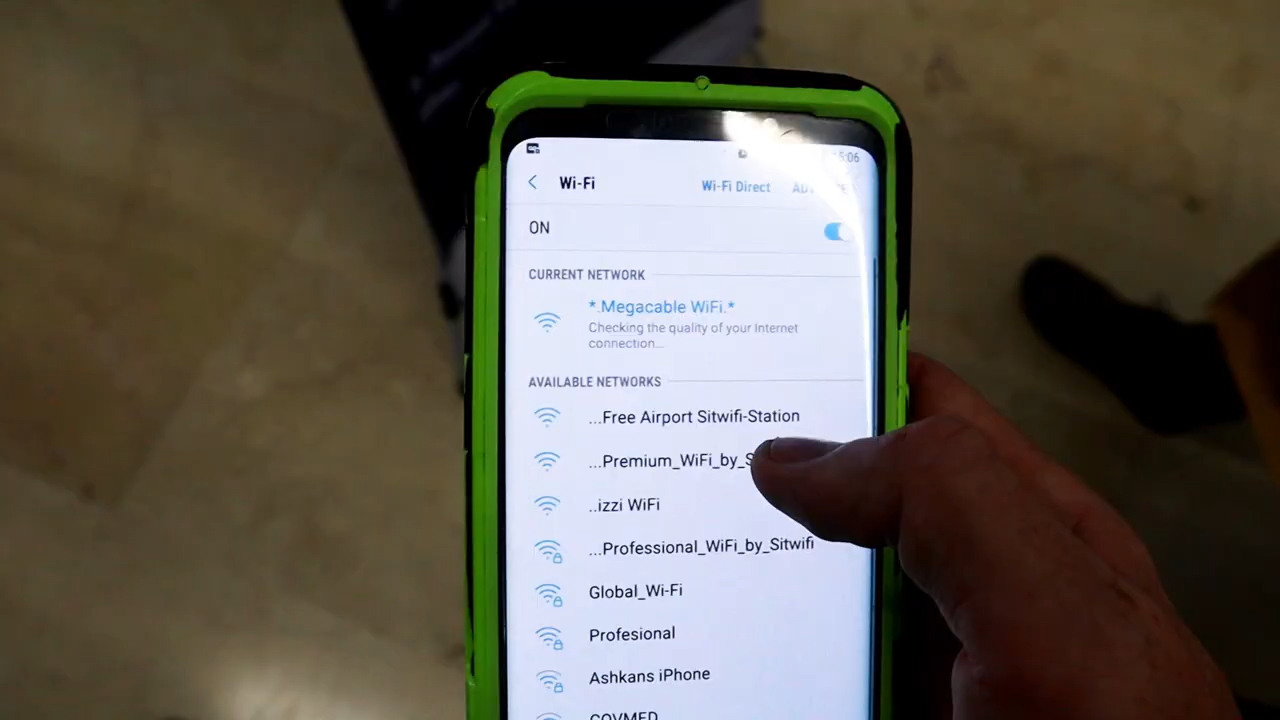 Wi-Fi
Wi-Fi Direct
ON
CURRENT NETWORK
*.Megacable WiFi.*
Checking the quality of your Internet
connection...
AVAILABLE NETWORKS
...Free Airport Sitwifi-Station
...Premium_WiFi_by_S
..izzi WiFi
...Professional_WiFi_by_Sitwifi
Global_Wi-Fi
Profesional
Ashkans iPhone